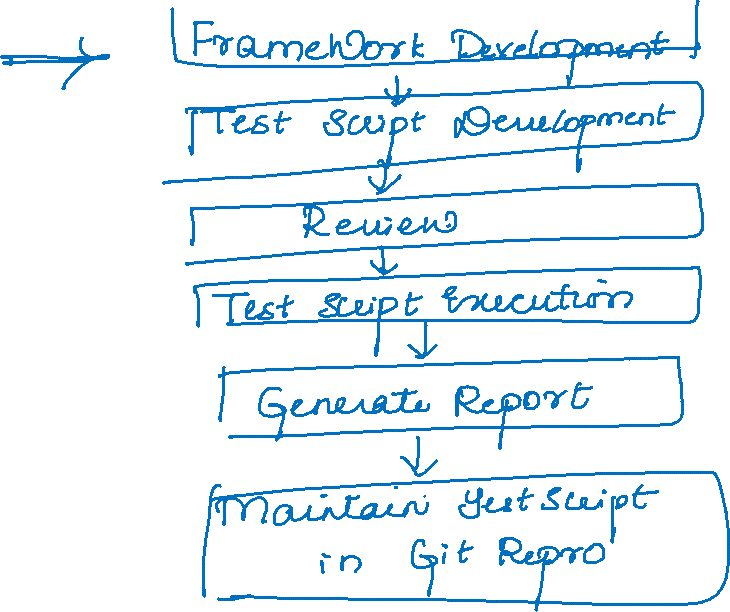 FrameWork Development
Test Script Development
Review
Test Script Execution
Generate Report
Maintain Test Script
in Git Repro